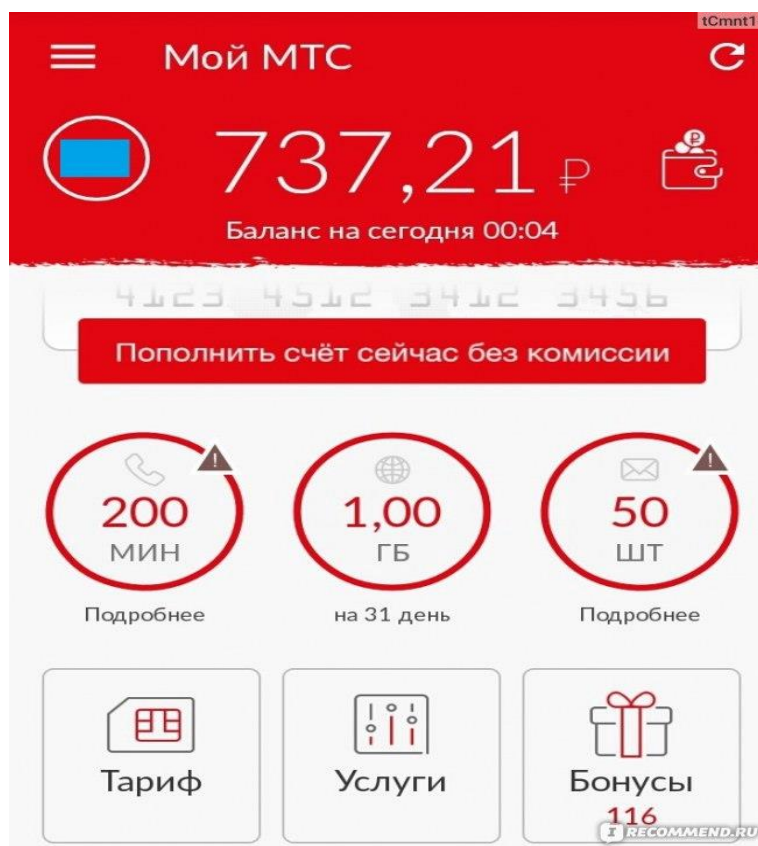 tCmnt1
Мой МТС
737,21 ₽
Баланс на сегодня 00:04
4123 4512 3412 3456
Пополнить счёт сейчас без комиссии
200 1,00 50
МИН ГБ ШТ
Подробнее на 31 день Подробнее
Тариф Услуги Бонусы
116
I RECOMMEND.RU